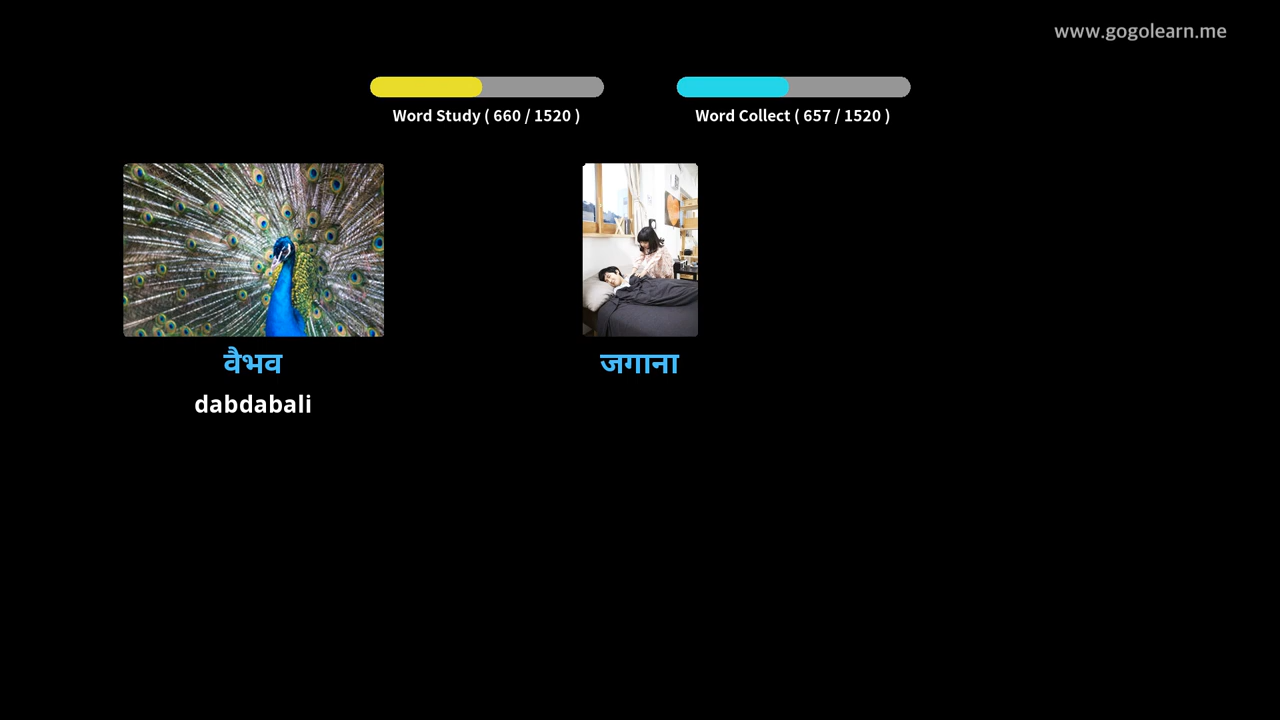 www.gogolearn.me
Word Study ( 660 / 1520 )
Word Collect ( 657 / 1520 )
वैभव
जगाना
dabdabali